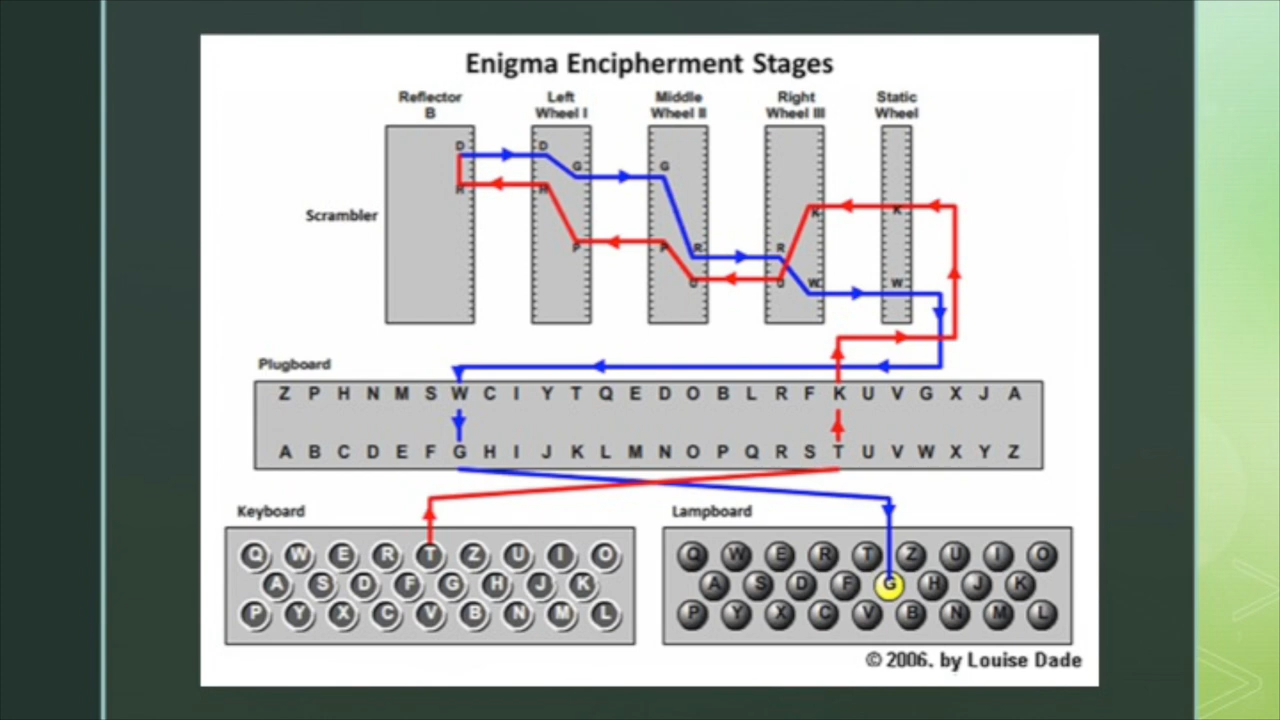 Enigma Encipherment Stages
Reflector B
Left Wheel I
Middle Wheel II
Right Wheel III
Static Wheel
D D
G G
R H
K K
Scrambler
P P R R
W W
Plugboard
Z P H N M S W C I Y T Q E D O B L R F K U V G X J A
A B C D E F G H I J K L M N O P Q R S T U V W X Y Z
Keyboard
Q W E R T Z U I O
A S D F G H J K
P Y X C V B N M L
Lampboard
Q W E R T Z U I O
A S D F G H J K
P Y X C V B N M L
© 2006. by Louise Dade